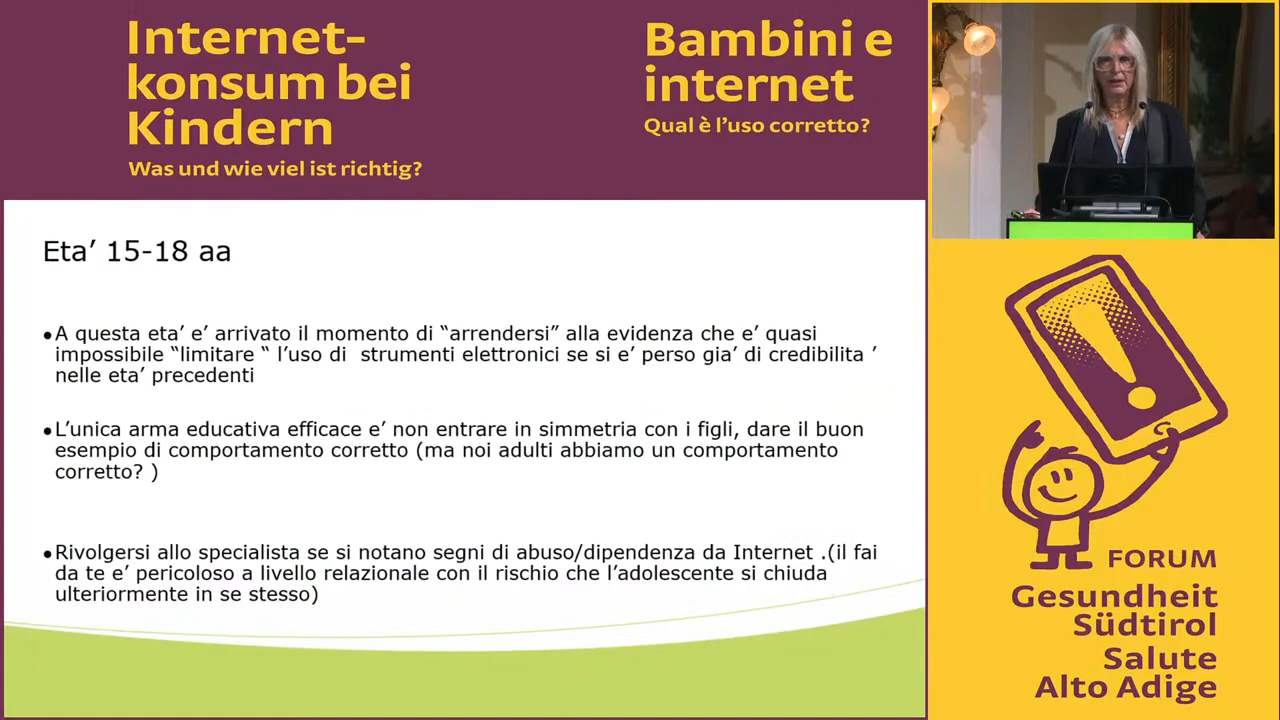 Internet-
konsum bei
Kindern
Was und wie viel ist richtig?
Bambini e
internet
Qual è l’uso corretto?
Eta’ 15-18 aa
•A questa eta’ e’ arrivato il momento di “arrendersi” alla evidenza che e’ quasi
impossibile “limitare “ l’uso di strumenti elettronici se si e’ perso gia’ di credibilita ’
nelle eta’ precedenti
•L’unica arma educativa efficace e’ non entrare in simmetria con i figli, dare il buon
esempio di comportamento corretto (ma noi adulti abbiamo un comportamento
corretto? )
•Rivolgersi allo specialista se si notano segni di abuso/dipendenza da Internet .(il fai
da te e’ pericoloso a livello relazionale con il rischio che l’adolescente si chiuda
ulteriormente in se stesso)
FORUM
Gesundheit
Südtirol
Salute
Alto Adige